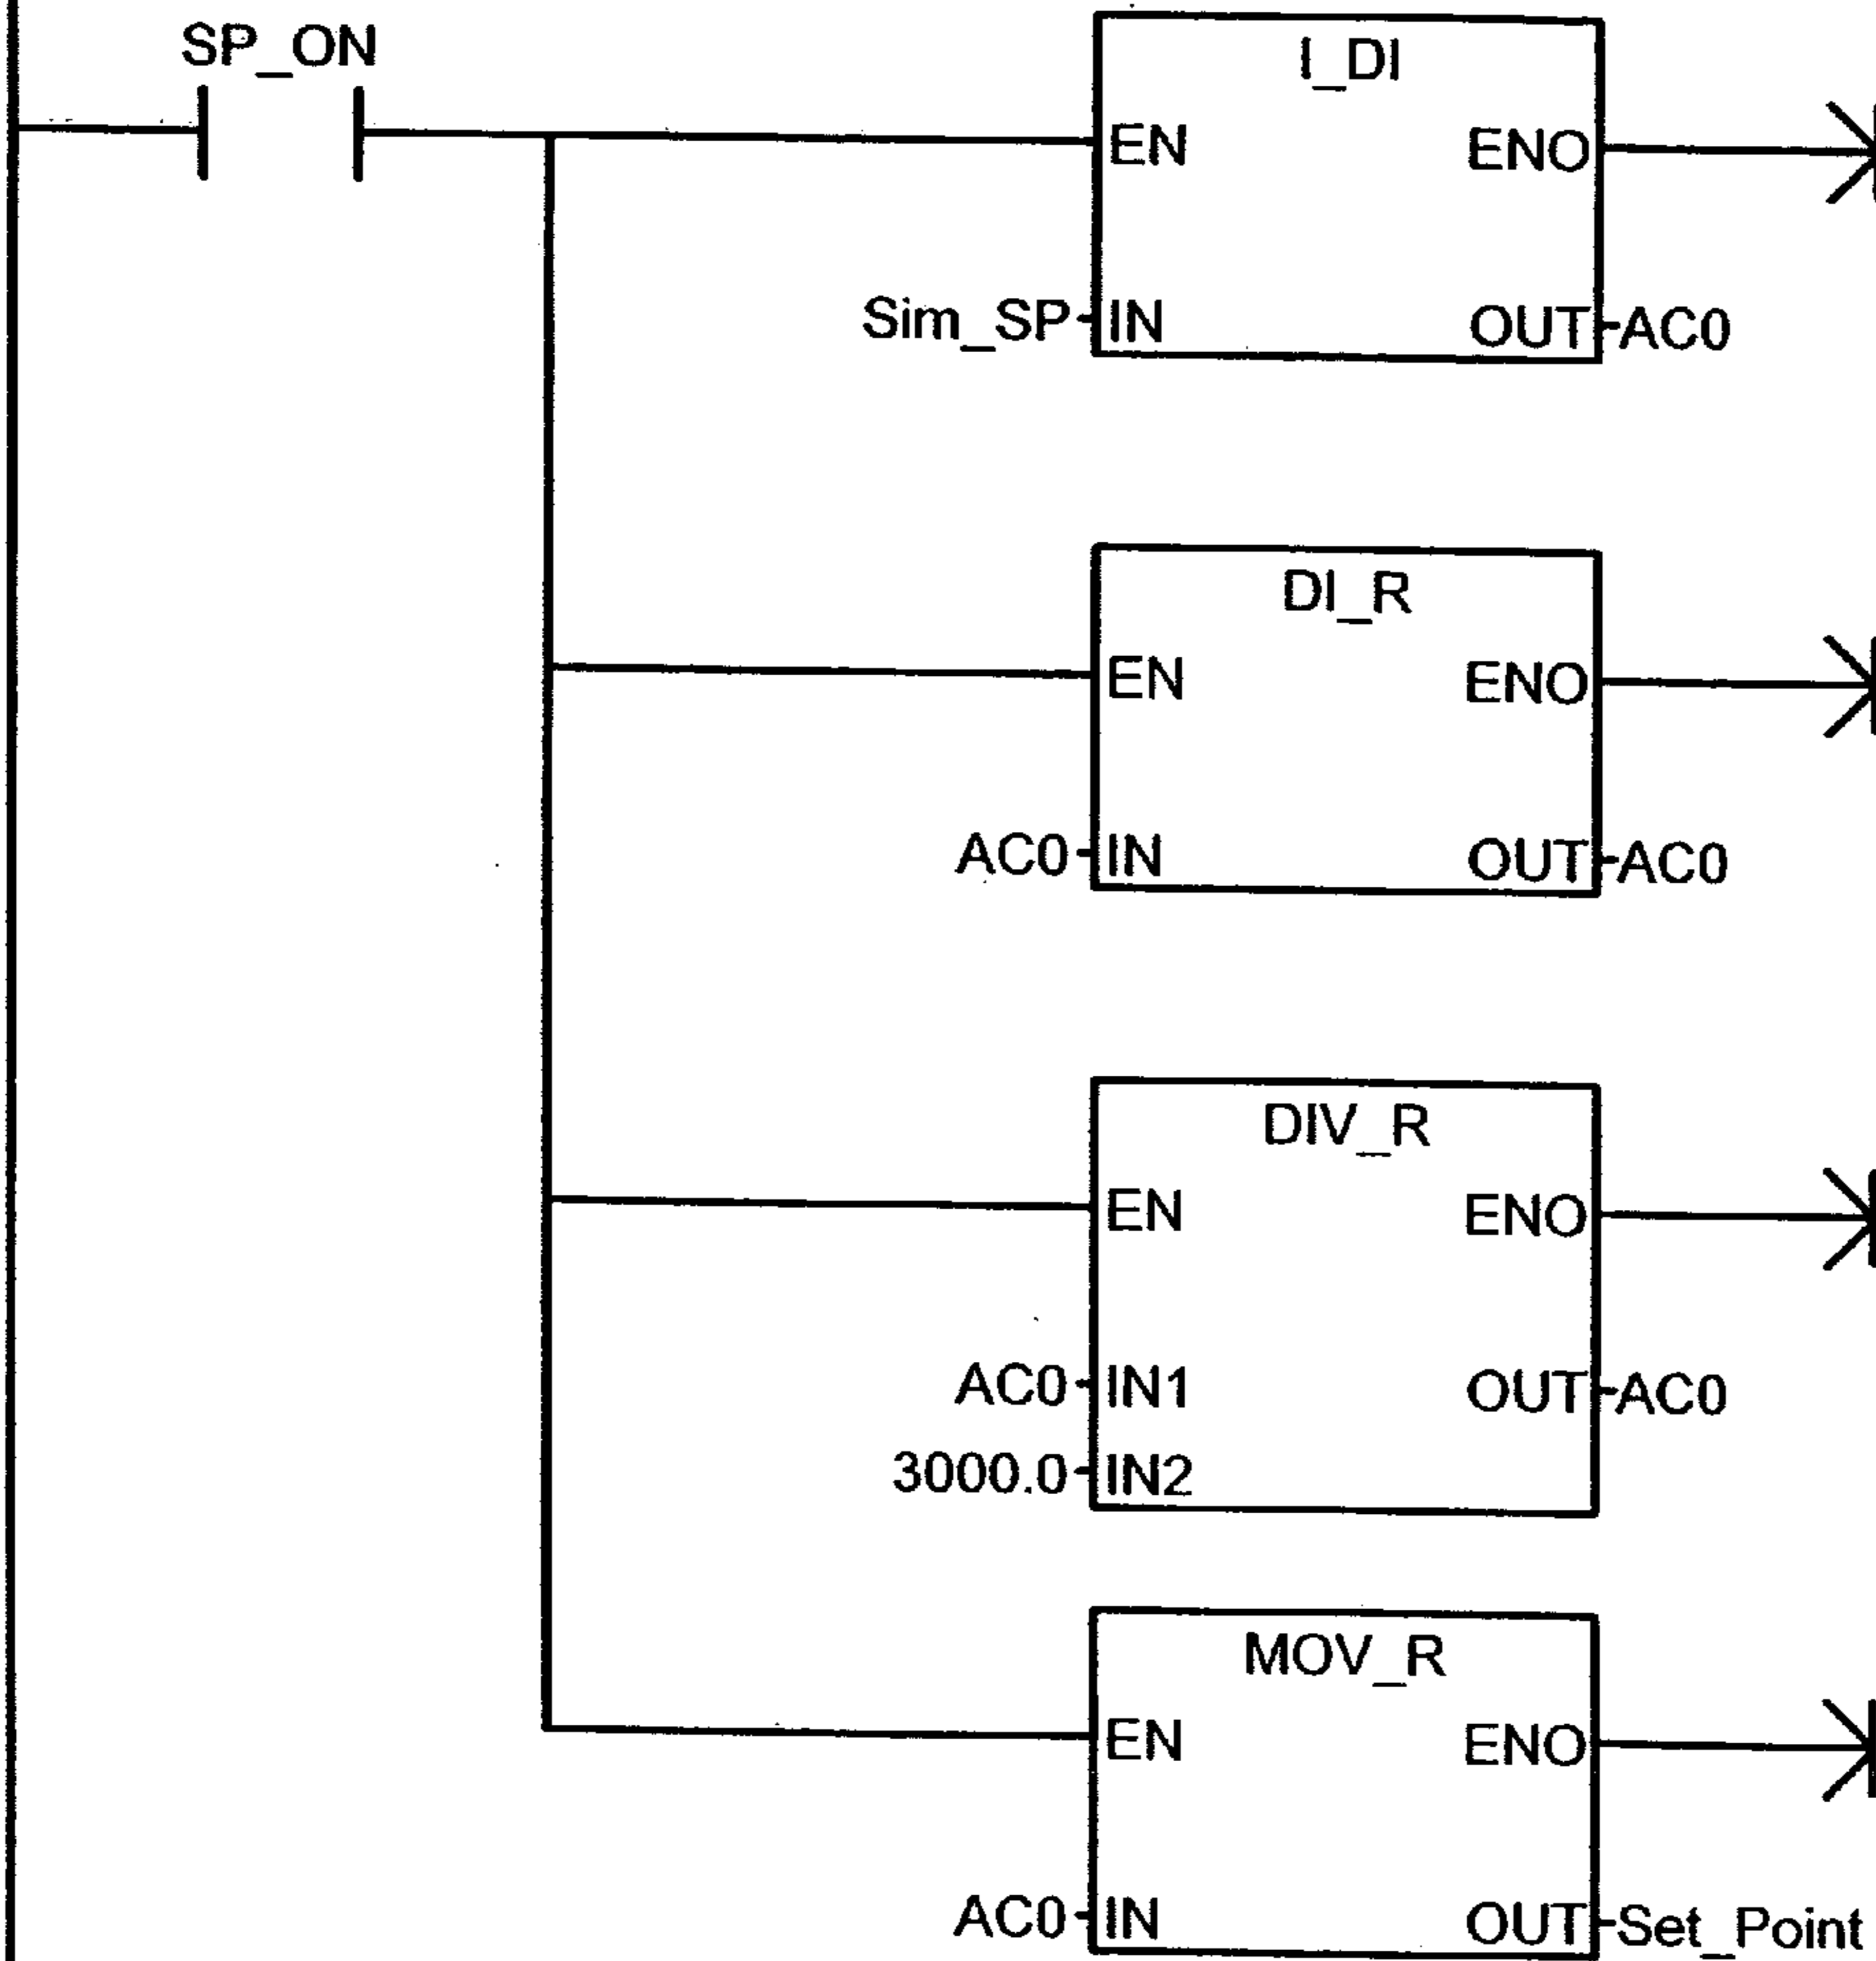 SP_ON
I_DI
EN ENO
Sim_SP IN OUT AC0
DI_R
EN ENO
AC0 IN OUT AC0
DIV_R
EN ENO
AC0 IN1 OUT AC0
3000.0 IN2
MOV_R
EN ENO
AC0 IN OUT Set_Point